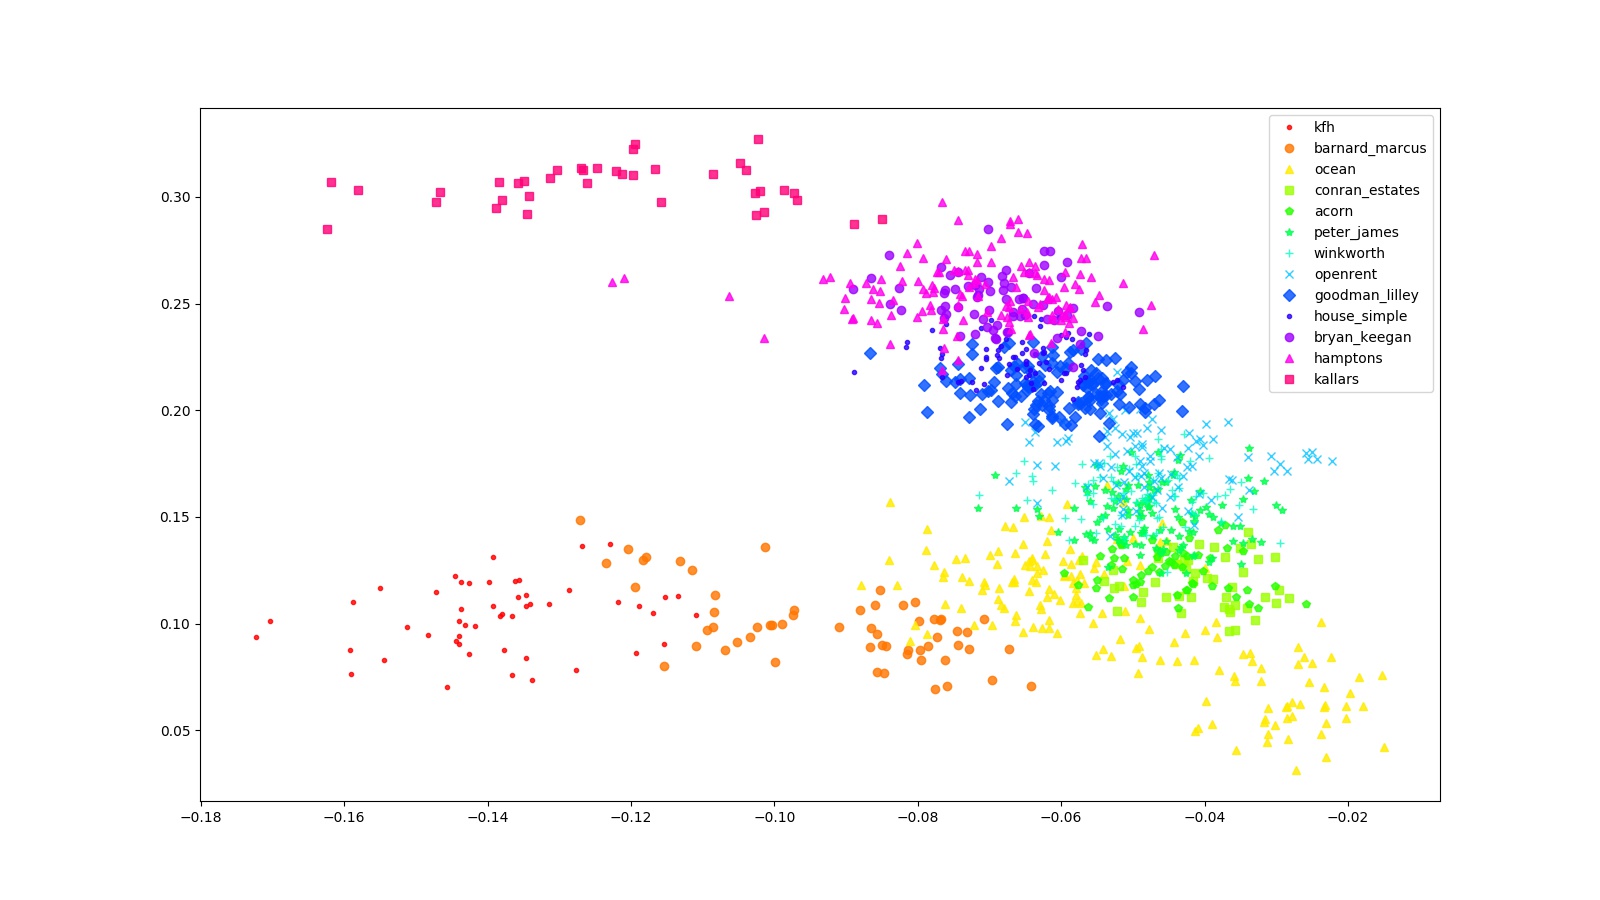 kfh
barnard_marcus
ocean
conran_estates
acorn
peter_james
winkworth
openrent
goodman_lilley
house_simple
bryan_keegan
hamptons
kallars
0.30
0.25
0.20
0.15
0.10
0.05
−0.18 −0.16 −0.14 −0.12 −0.10 −0.08 −0.06 −0.04 −0.02